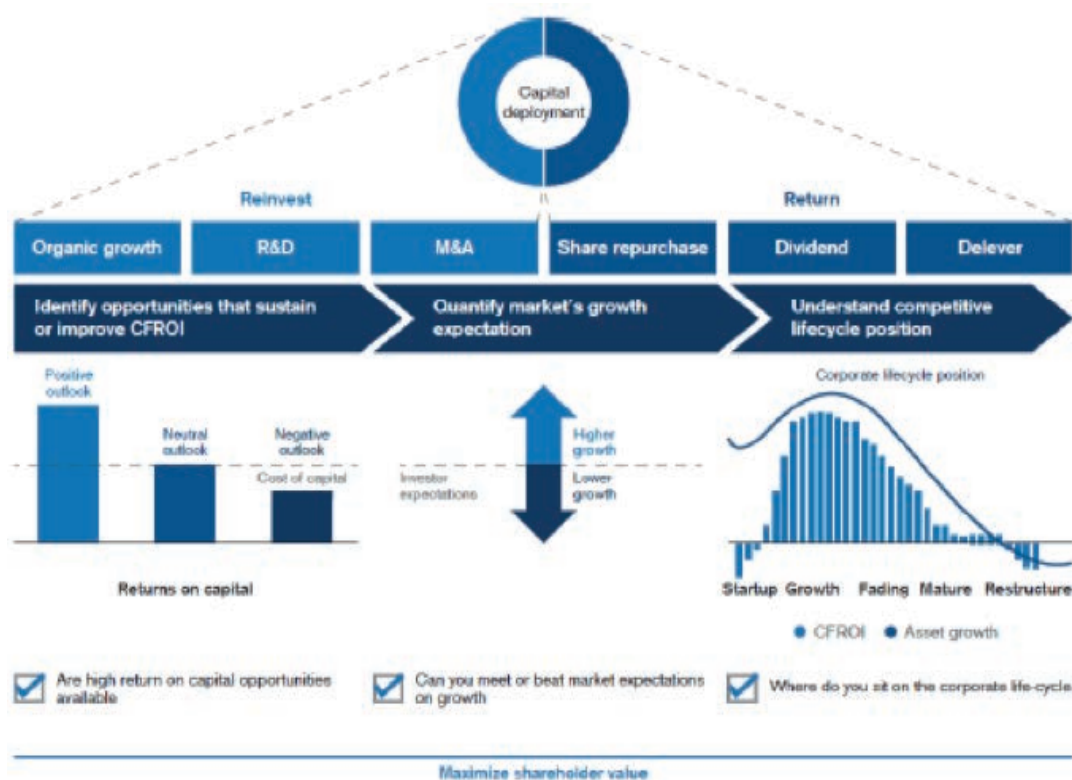 Capital
deployment
Reinvest
Return
Organic growth
R&D
M&A
Share repurchase
Dividend
Delever
Identify opportunities that sustain
or improve CFROI
Quantify market's growth
expectation
Understand competitive
lifecycle position
Positive
outlook
Neutral
outlook
Negative
outlook
Cost of capital
Returns on capital
Investor
expectations
Higher
growth
Lower
growth
Corporate lifecycle position
Startup Growth Fading Mature Restructure
CFROI
Asset growth
Are high return on capital opportunities
available
Can you meet or beat market expectations
on growth
Where do you sit on the corporate life-cycle
Maximize shareholder value